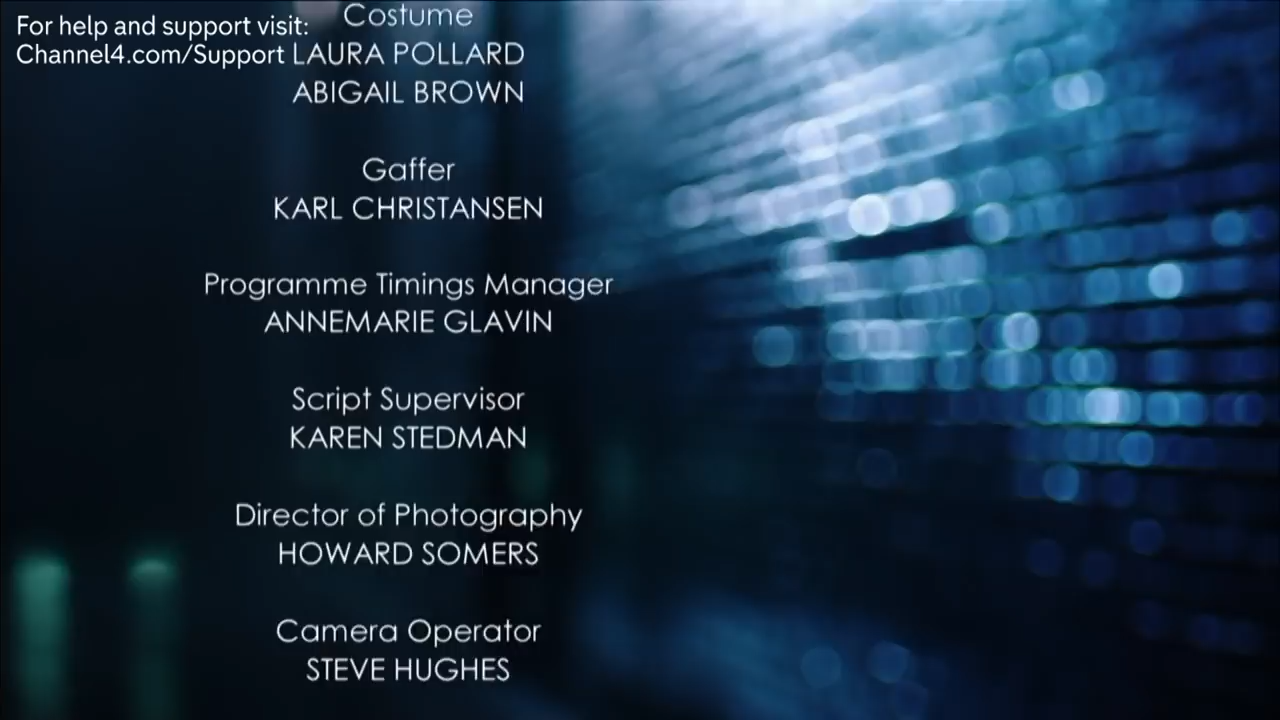 For help and support visit:
Channel4.com/Support
Costume
LAURA POLLARD
ABIGAIL BROWN
Gaffer
KARL CHRISTANSEN
Programme Timings Manager
ANNEMARIE GLAVIN
Script Supervisor
KAREN STEDMAN
Director of Photography
HOWARD SOMERS
Camera Operator
STEVE HUGHES